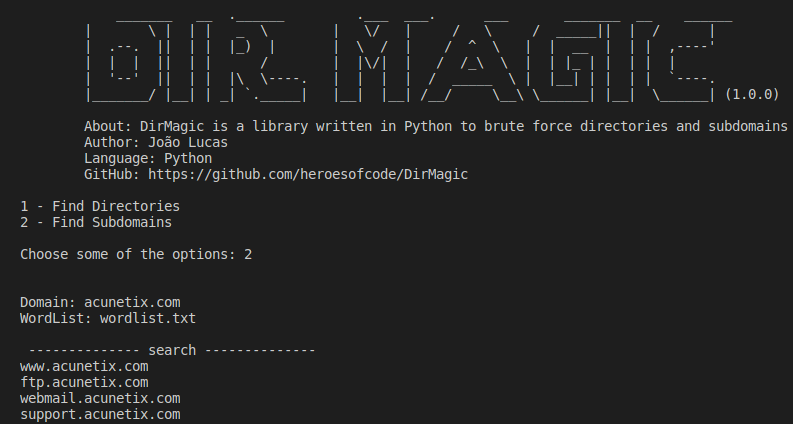 DIR MAGIC (1.0.0)
About: DirMagic is a library written in Python to brute force directories and subdomains
Author: João Lucas
Language: Python
GitHub: https://github.com/heroesofcode/DirMagic
1 - Find Directories
2 - Find Subdomains
Choose some of the options: 2
Domain: acunetix.com
WordList: wordlist.txt
-------------- search --------------
www.acunetix.com
ftp.acunetix.com
webmail.acunetix.com
support.acunetix.com